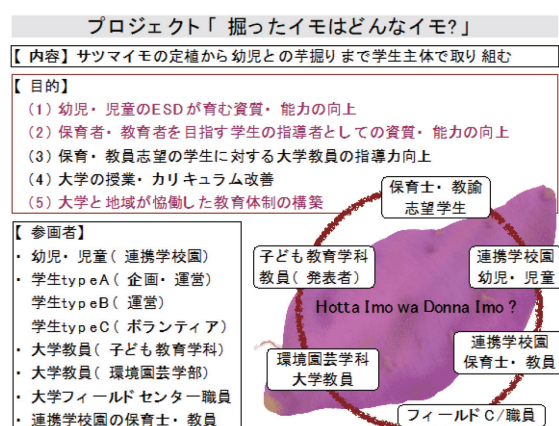 プロジェクト「 掘ったイモはどんなイモ?」
【 内容】サツマイモの定植から幼児との芋掘りまで学生主体で取り組む
【 目的】
(1) 幼児・ 児童のESDが育む資質・ 能力の向上
(2) 保育者・ 教育者を目指す学生の指導者としての資質・ 能力の向上
(3) 保育・ 教員志望の学生に対する大学教員の指導力向上
(4) 大学の授業・ カリキュラム改善
(5) 大学と地域が恊働した教育体制の構築
【 参画者】
・ 幼児・ 児童( 連携学校園)
・ 学生typeA( 企画・ 運営)
学生typeB( 運営)
学生typeC( ボランティア)
・ 大学教員( 子ども教育学科)
・ 大学教員( 環境園芸学部)
・ 大学フィールドセンター職員
・ 連携学校園の保育士・ 教員
保育士・ 教諭
志望学生
子ども教育学科
教員( 発表者)
連携学校園
幼児・ 児童
Hotta Imo wa Donna Imo ?
連携学校園
保育士・ 教員
環境園芸学科
大学教員
フィールドC/職員